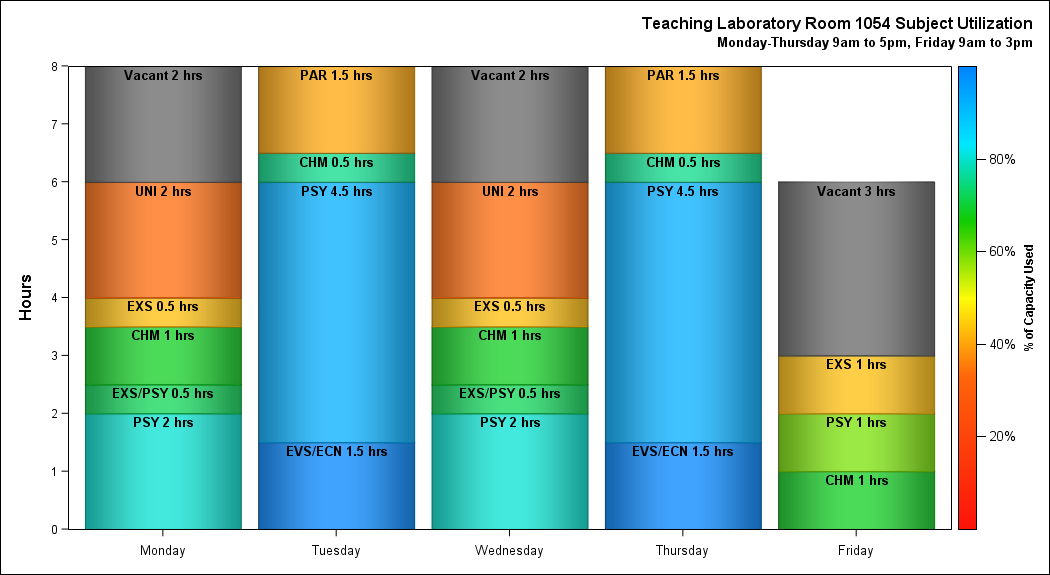 Teaching Laboratory Room 1054 Subject Utilization
Monday-Thursday 9am to 5pm, Friday 9am to 3pm
Hours
8
7
6
5
4
3
2
1
0
Vacant 2 hrs
UNI 2 hrs
EXS 0.5 hrs
CHM 1 hrs
EXS/PSY 0.5 hrs
PSY 2 hrs
Monday
PAR 1.5 hrs
CHM 0.5 hrs
PSY 4.5 hrs
EVS/ECN 1.5 hrs
Tuesday
Vacant 2 hrs
UNI 2 hrs
EXS 0.5 hrs
CHM 1 hrs
EXS/PSY 0.5 hrs
PSY 2 hrs
Wednesday
PAR 1.5 hrs
CHM 0.5 hrs
PSY 4.5 hrs
EVS/ECN 1.5 hrs
Thursday
Vacant 3 hrs
EXS 1 hrs
PSY 1 hrs
CHM 1 hrs
Friday
80%
60%
40%
20%
% of Capacity Used